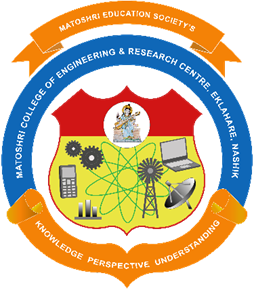 MATOSHRI EDUCATION SOCIETY'S
MATOSHRI COLLEGE OF ENGINEERING & RESEARCH CENTRE, EKLAHARE, NASHIK
KNOWLEDGE PERSPECTIVE UNDERSTANDING